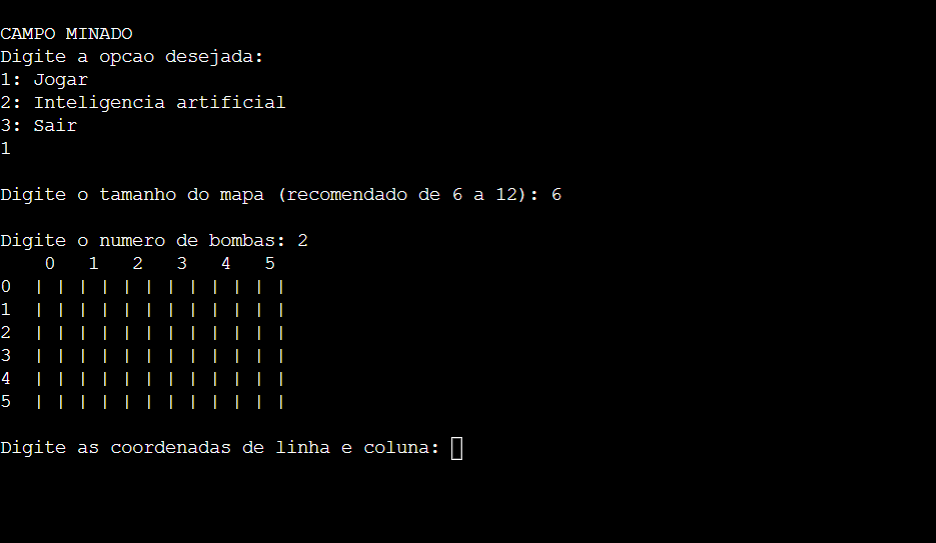 CAMPO MINADO
Digite a opcao desejada:
1: Jogar
2: Inteligencia artificial
3: Sair
1
Digite o tamanho do mapa (recomendado de 6 a 12): 6
Digite o numero de bombas: 2
    0   1   2   3   4   5
0  | | | | | | | | | | | |
1  | | | | | | | | | | | |
2  | | | | | | | | | | | |
3  | | | | | | | | | | | |
4  | | | | | | | | | | | |
5  | | | | | | | | | | | |
Digite as coordenadas de linha e coluna: